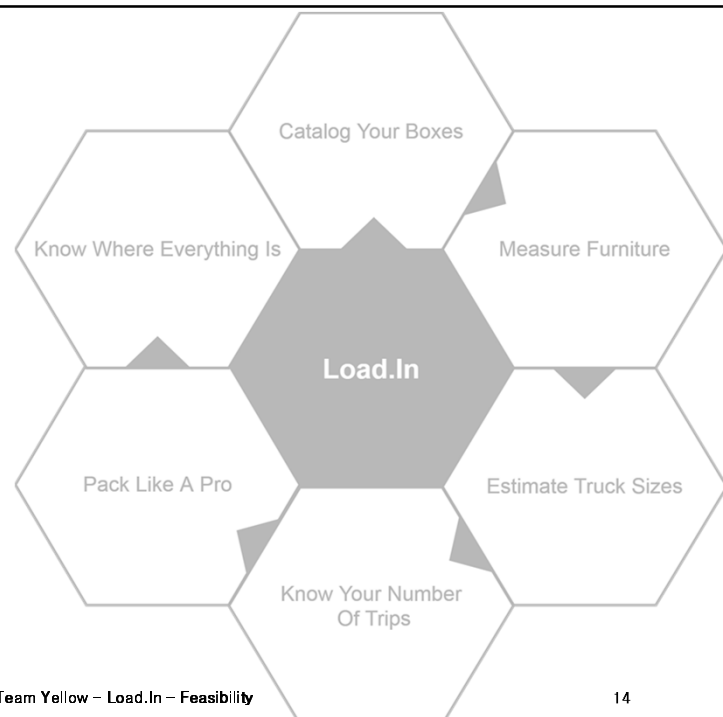 Catalog Your Boxes
Know Where Everything Is
Measure Furniture
Load.In
Pack Like A Pro
Estimate Truck Sizes
Know Your Number
Of Trips
Team Yellow – Load.In – Feasibility
14